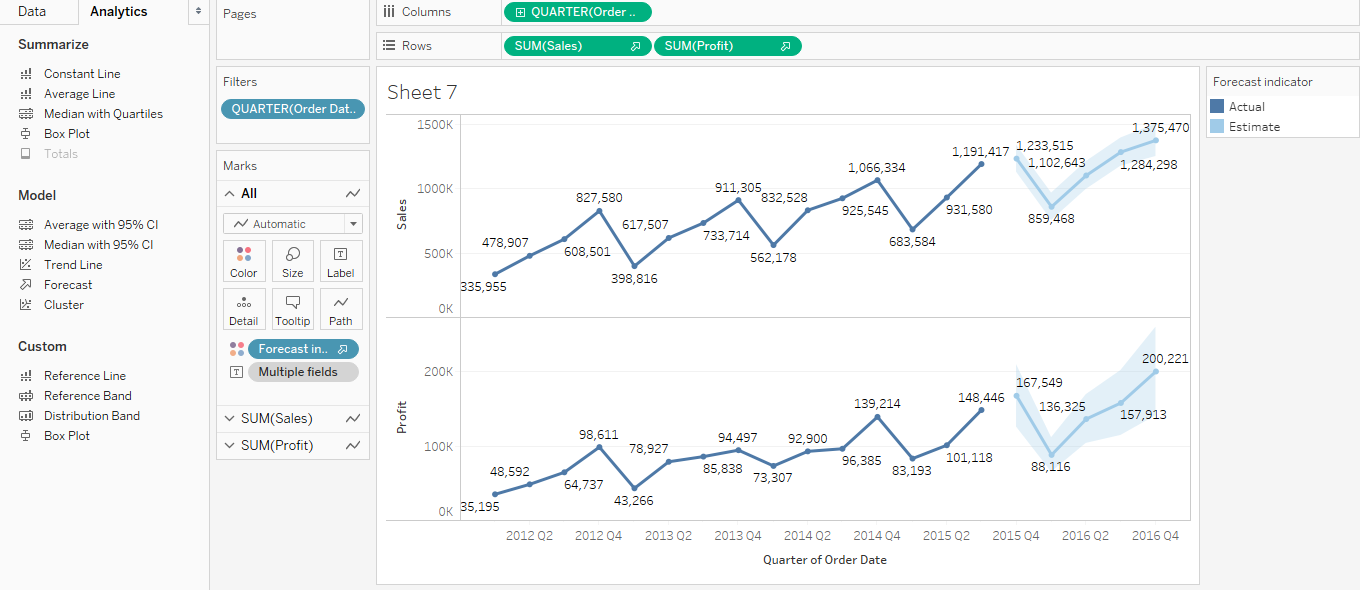 Data
Analytics
Summarize
Constant Line
Average Line
Median with Quartiles
Box Plot
Totals
Model
Average with 95% CI
Median with 95% CI
Trend Line
Forecast
Cluster
Custom
Reference Line
Reference Band
Distribution Band
Box Plot
Pages
Filters
QUARTER(Order Dat..
Marks
All
Automatic
Color
Size
Label
Detail
Tooltip
Path
Forecast in..
Multiple fields
SUM(Sales)
SUM(Profit)
Columns
QUARTER(Order ..
Rows
SUM(Sales)
SUM(Profit)
Sheet 7
Sales
1500K
1000K
500K
0K
335,955
478,907
608,501
827,580
398,816
617,507
733,714
911,305
562,178
832,528
925,545
1,066,334
683,584
931,580
1,191,417
1,233,515
859,468
1,102,643
1,284,298
1,375,470
Profit
200K
100K
0K
35,195
48,592
64,737
98,611
43,266
78,927
85,838
94,497
73,307
92,900
96,385
139,214
83,193
101,118
148,446
167,549
88,116
136,325
157,913
200,221
2012 Q2
2012 Q4
2013 Q2
2013 Q4
2014 Q2
2014 Q4
2015 Q2
2015 Q4
2016 Q2
2016 Q4
Quarter of Order Date
Forecast indicator
Actual
Estimate